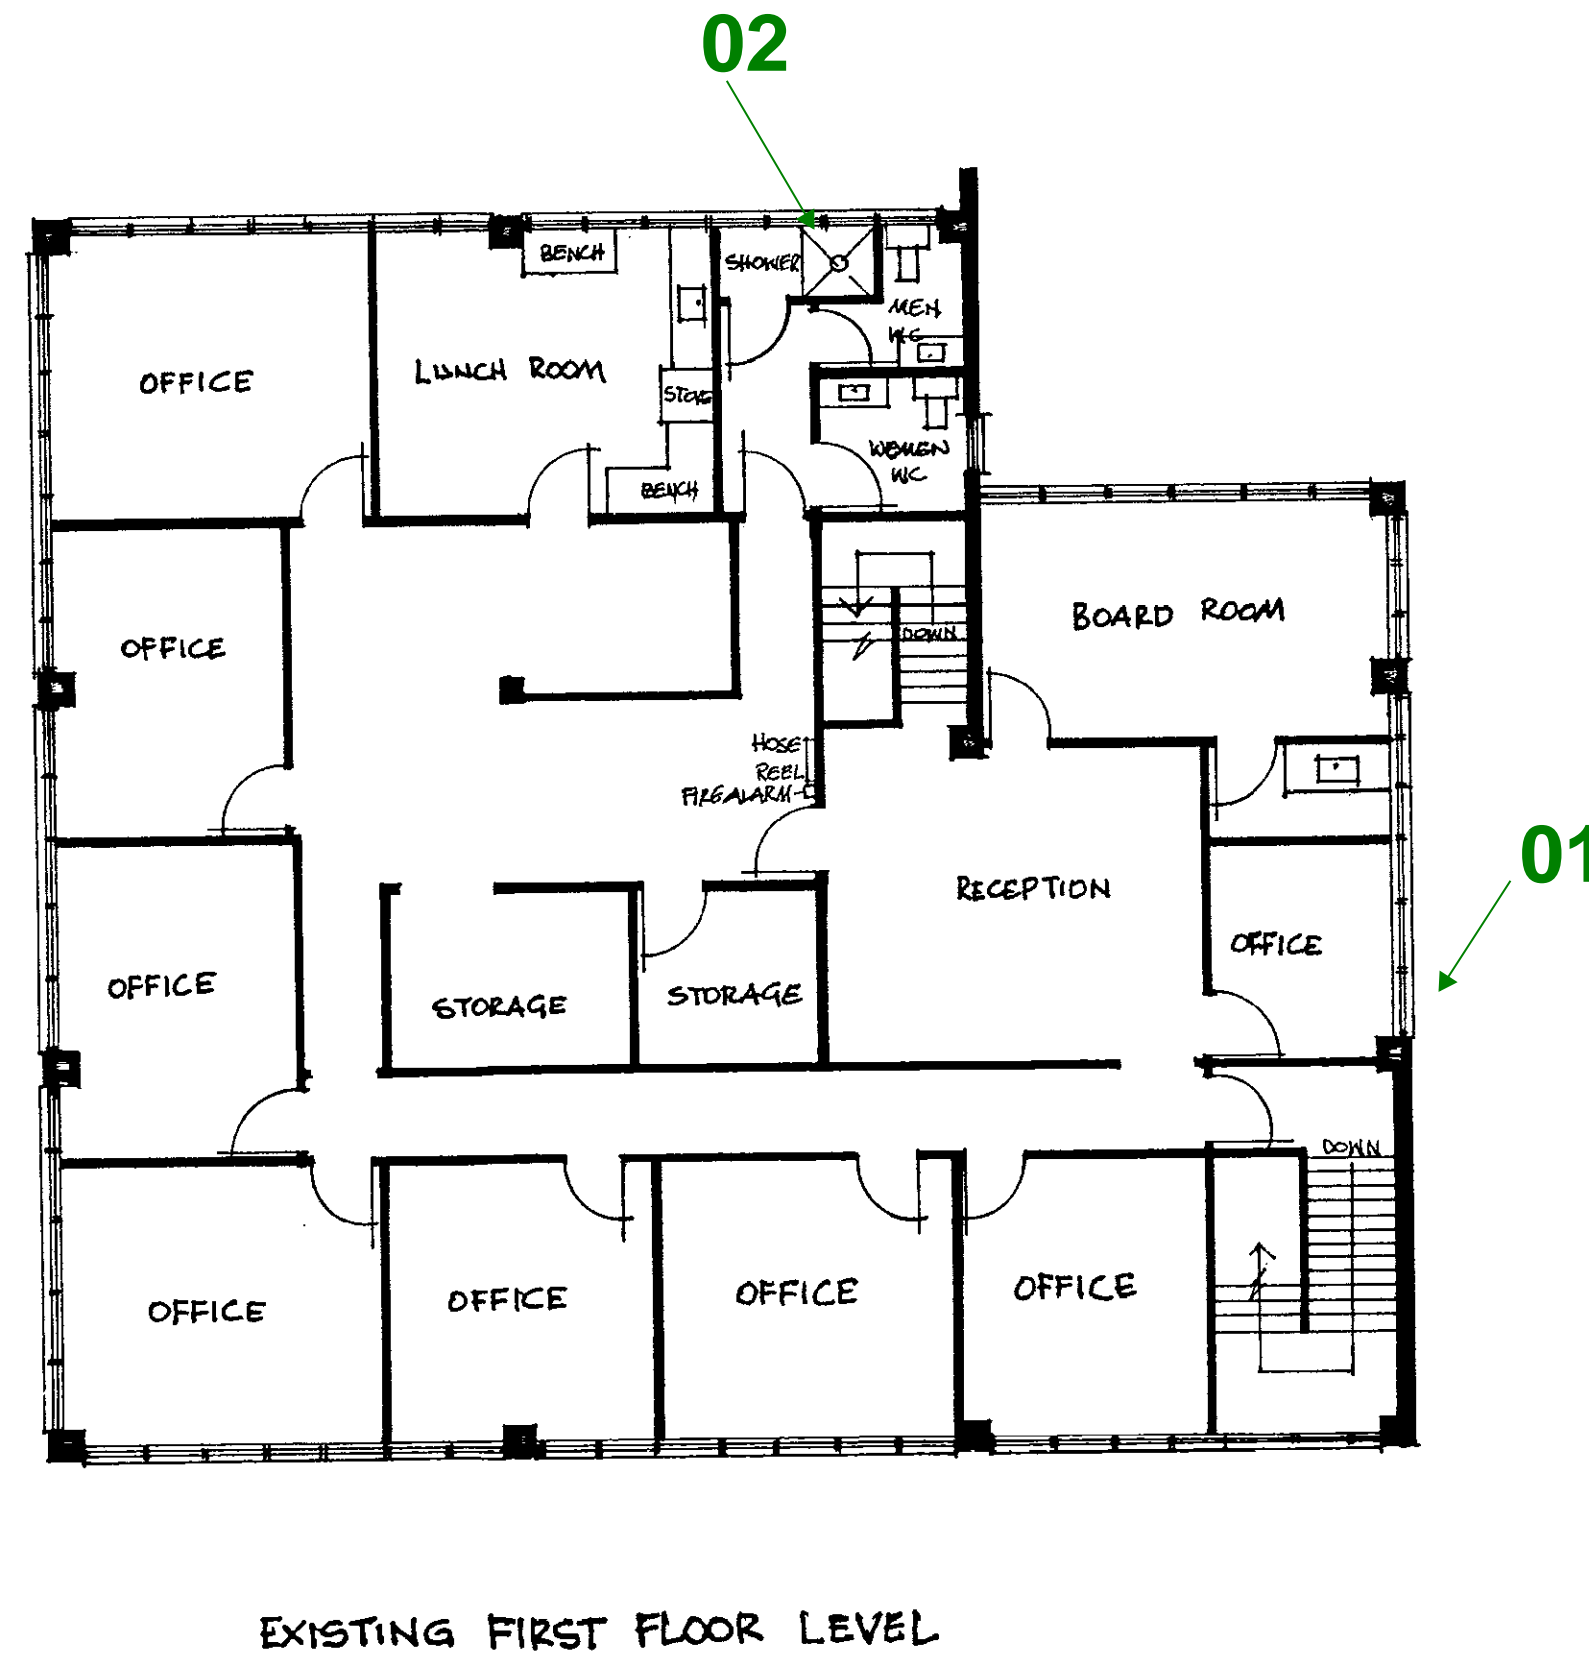 02
BENCH
SHOWER
MEN
WC
OFFICE
LUNCH ROOM
STOVE
WOMEN
WC
BENCH
OFFICE
DOWN
BOARD ROOM
HOSE
REEL
FIRE ALARM
01
RECEPTION
OFFICE
OFFICE
STORAGE
STORAGE
DOWN
OFFICE
OFFICE
OFFICE
OFFICE
EXISTING FIRST FLOOR LEVEL